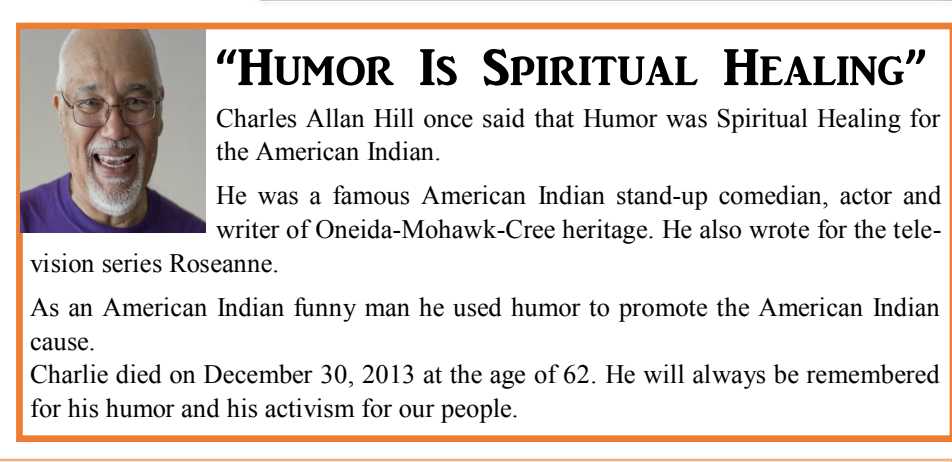 “HUMOR IS SPIRITUAL HEALING”
Charles Allan Hill once said that Humor was Spiritual Healing for
the American Indian.
He was a famous American Indian stand-up comedian, actor and
writer of Oneida-Mohawk-Cree heritage. He also wrote for the tele-
vision series Roseanne.
As an American Indian funny man he used humor to promote the American Indian
cause.
Charlie died on December 30, 2013 at the age of 62. He will always be remembered
for his humor and his activism for our people.